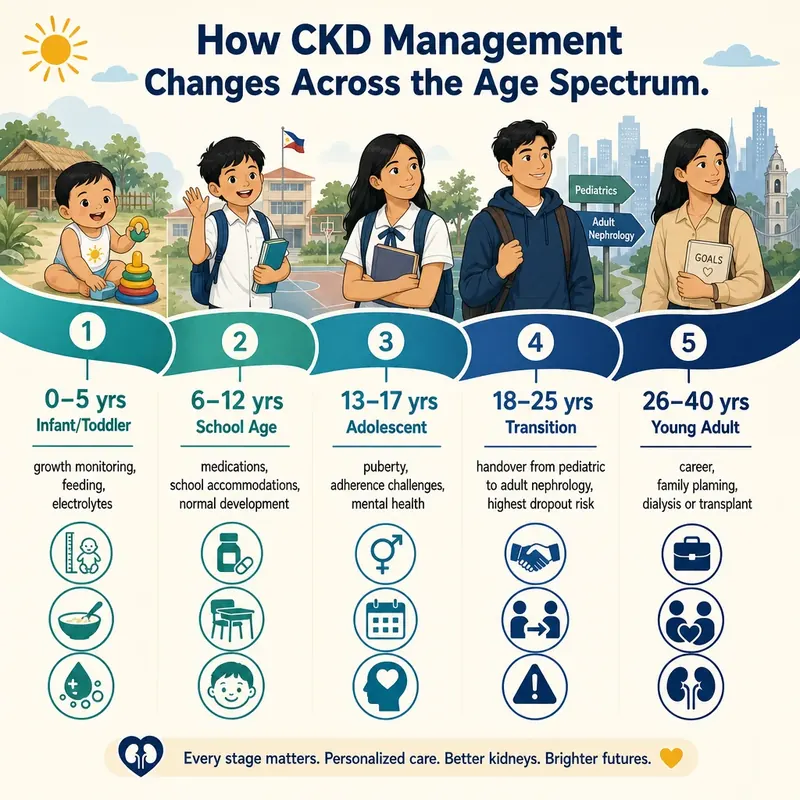 How CKD Management
Changes Across the Age Spectrum.
Pediatrics
Adult
Nephrology
GOALS
1
0–5 yrs
Infant/Toddler
growth monitoring,
feeding,
electrolytes
2
6–12 yrs
School Age
medications,
school accommodations,
normal development
3
13–17 yrs
Adolescent
puberty,
adherence challenges,
mental health
4
18–25 yrs
Transition
handover from pediatric
to adult nephrology,
highest dropout risk
5
26–40 yrs
Young Adult
career,
family planing,
dialysis or transplant
Every stage matters. Personalized care. Better kidneys. Brighter futures.